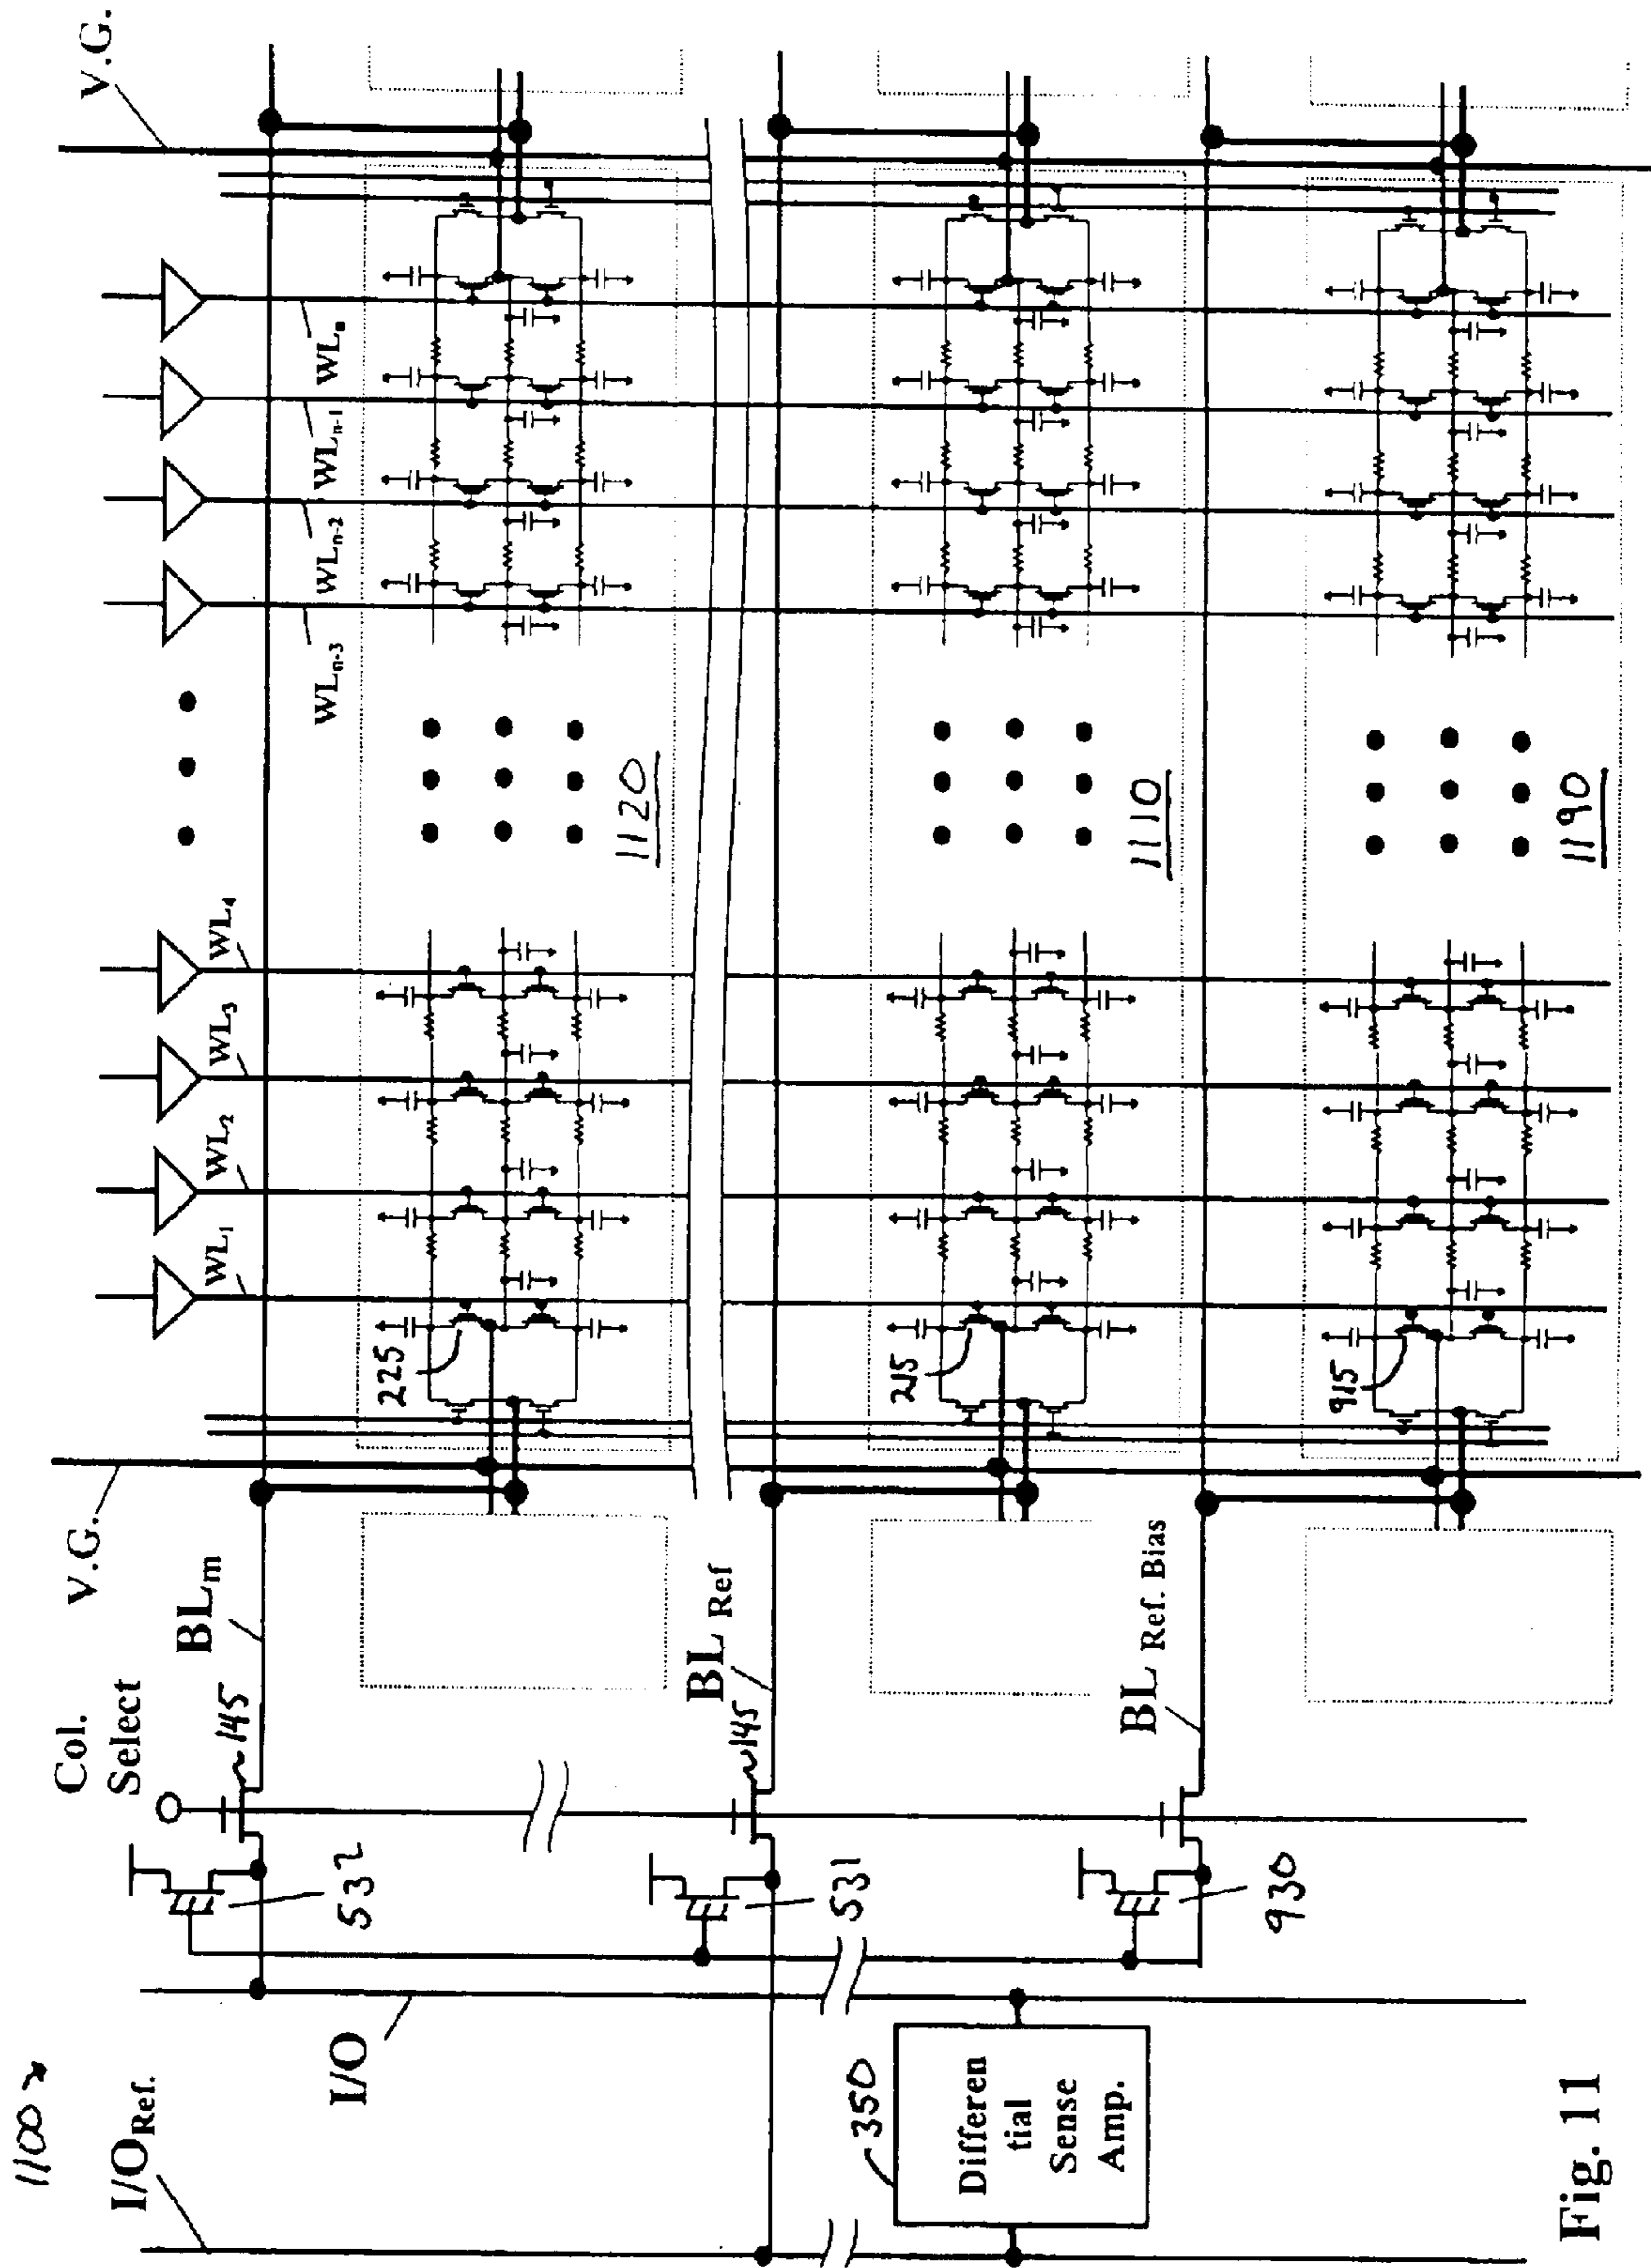 1100
I/O Ref.
I/O
350
Differen
tial
Sense
Amp.
532
531
930
Col.
Select
145
145
BLm
BL Ref
BL Ref. Bias
V.G.
V.G.
WL1
WL2
WL3
WL4
WLn-3
WLn-2
WLn-1
WLn
225
215
915
1120
1110
1190
Fig. 11